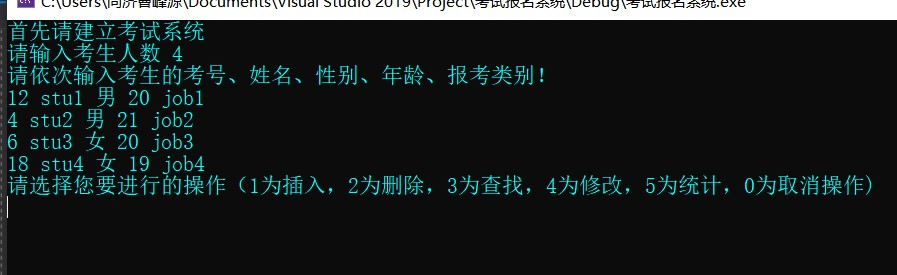 C:\Users\同济曾峰源\Documents\Visual Studio 2019\Project\考试报名系统\Debug\考试报名系统.exe
首先请建立考试系统
请输入考生人数 4
请依次输入考生的考号、姓名、性别、年龄、报考类别！
12 stu1 男 20 job1
4 stu2 男 21 job2
6 stu3 女 20 job3
18 stu4 女 19 job4
请选择您要进行的操作（1为插入，2为删除，3为查找，4为修改，5为统计，0为取消操作）